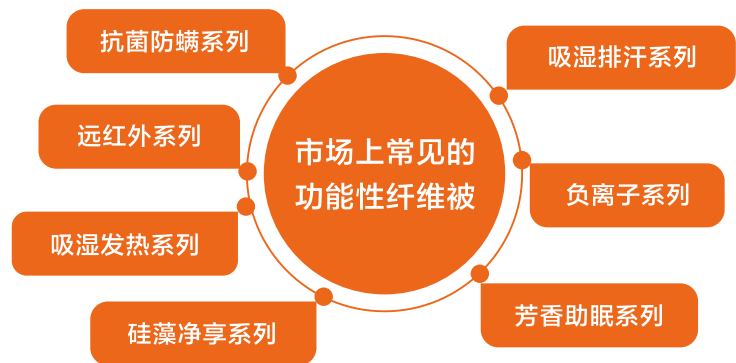 市场上常见的
功能性纤维被
抗菌防螨系列
远红外系列
吸湿发热系列
硅藻净享系列
吸湿排汗系列
负离子系列
芳香助眠系列